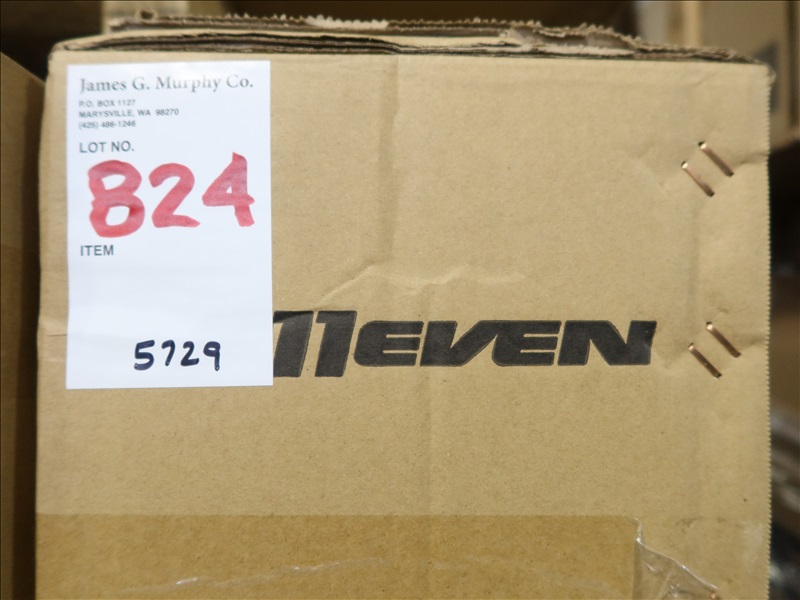 James G. Murphy Co.
P.O. BOX 1127
MARYSVILLE, WA 98270
(425) 486-1246
LOT NO.
824
ITEM
5729
11EVEN